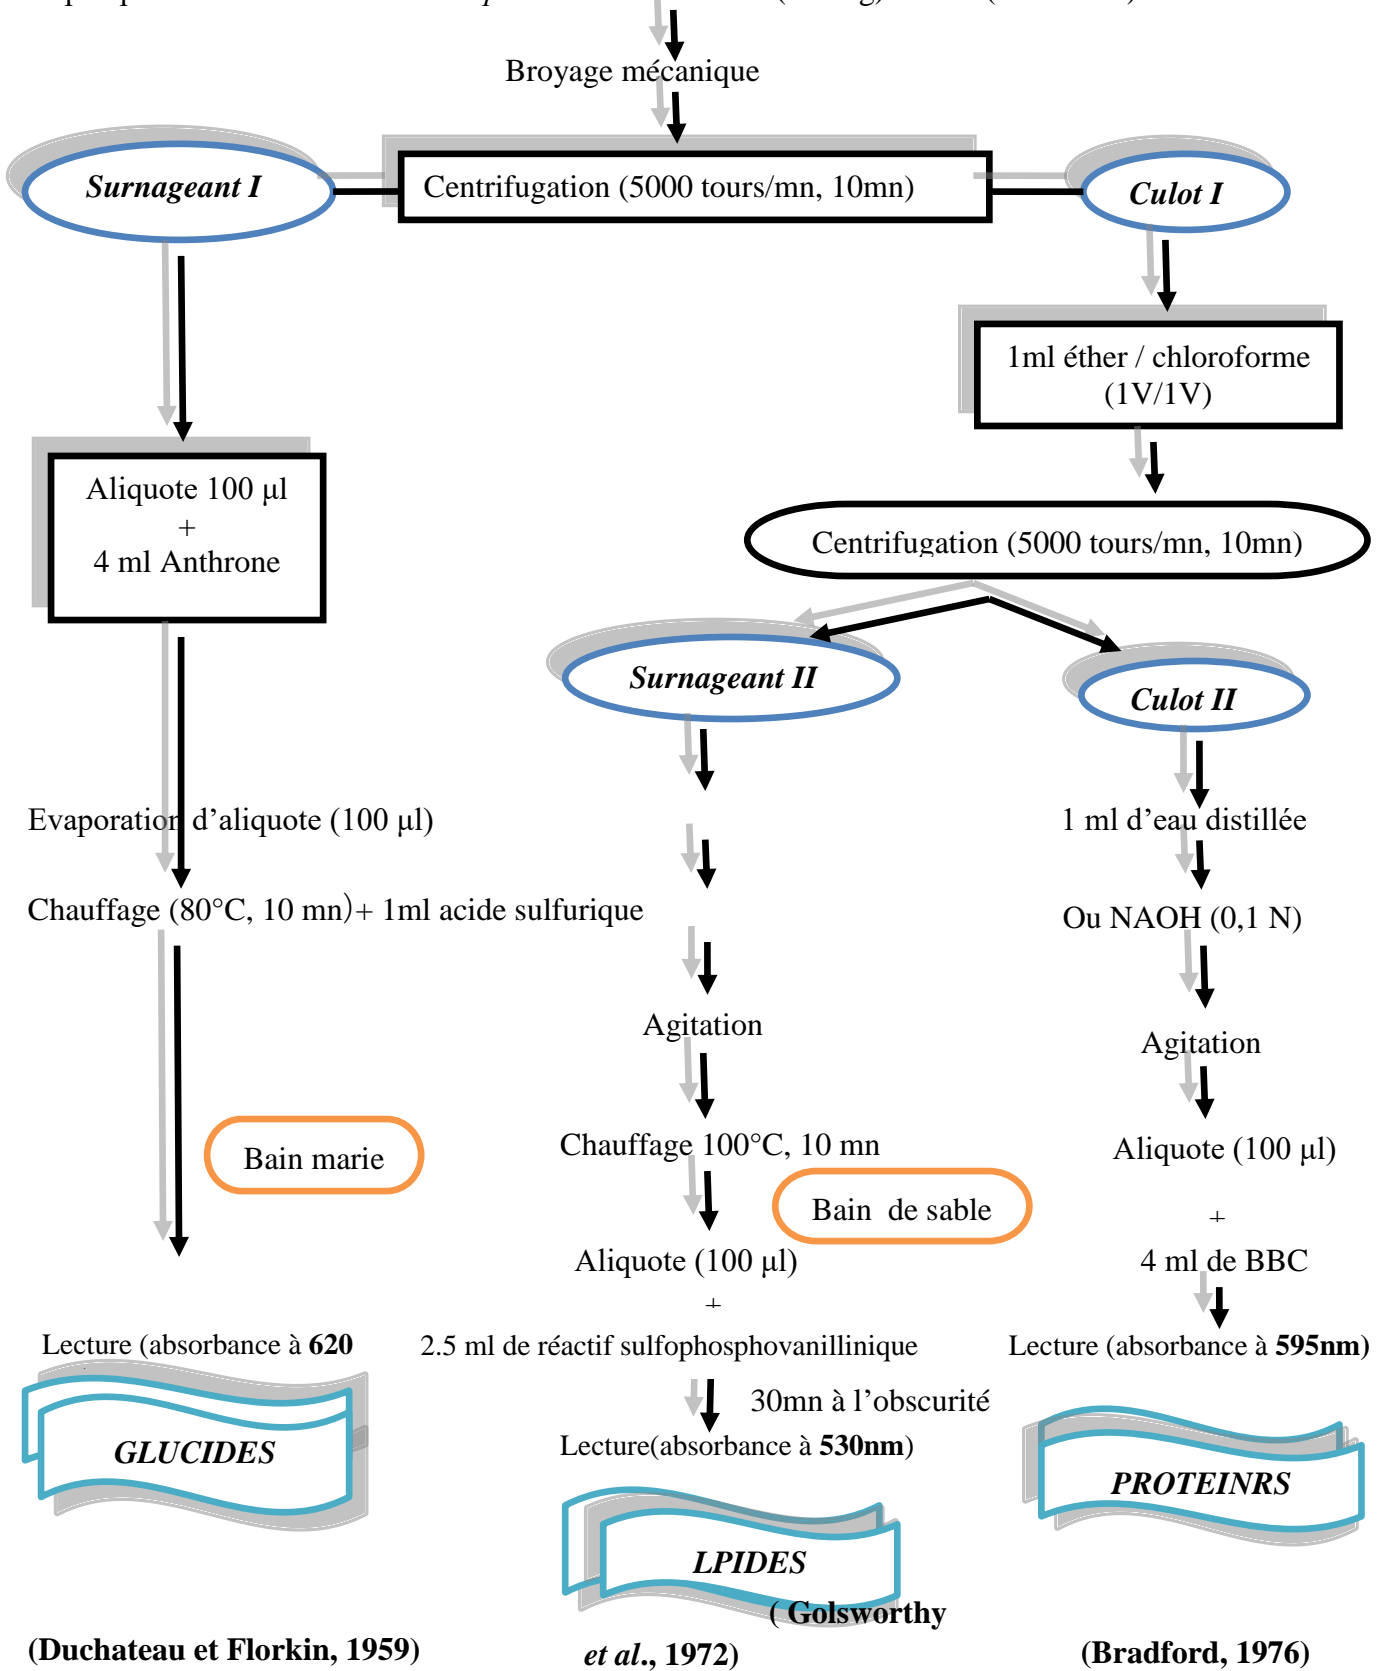 Broyage mécanique
Surnageant I
Centrifugation (5000 tours/mn, 10mn)
Culot I
1ml éther / chloroforme
(1V/1V)
Aliquote 100 μl
+
4 ml Anthrone
Centrifugation (5000 tours/mn, 10mn)
Surnageant II
Culot II
Evaporation d’aliquote (100 μl)
1 ml d’eau distillée
Chauffage (80°C, 10 mn)+ 1ml acide sulfurique
Ou NAOH (0,1 N)
Agitation
Agitation
Bain marie
Chauffage 100°C, 10 mn
Aliquote (100 μl)
Bain de sable
+
Aliquote (100 μl)
4 ml de BBC
+
Lecture (absorbance à 620
2.5 ml de réactif sulfophosphovanillinique
Lecture (absorbance à 595nm)
30mn à l’obscurité
Lecture(absorbance à 530nm)
GLUCIDES
PROTEINRS
LPIDES
( Golsworthy
et al., 1972)
(Duchateau et Florkin, 1959)
(Bradford, 1976)